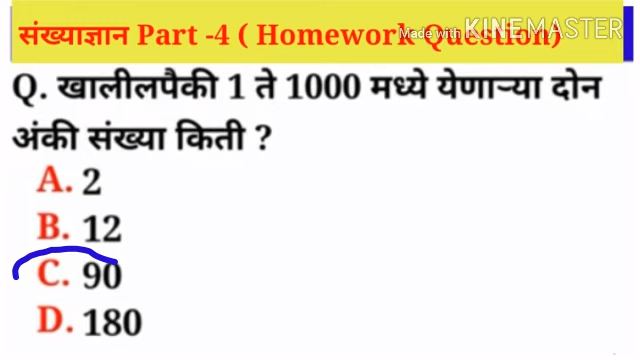 संख्याज्ञान Part -4 ( Homework Question)
Made with KINEMASTER
Q. खालीलपैकी 1 ते 1000 मध्ये येणाऱ्या दोन
अंकी संख्या किती ?
A. 2
B. 12
C. 90
D. 180